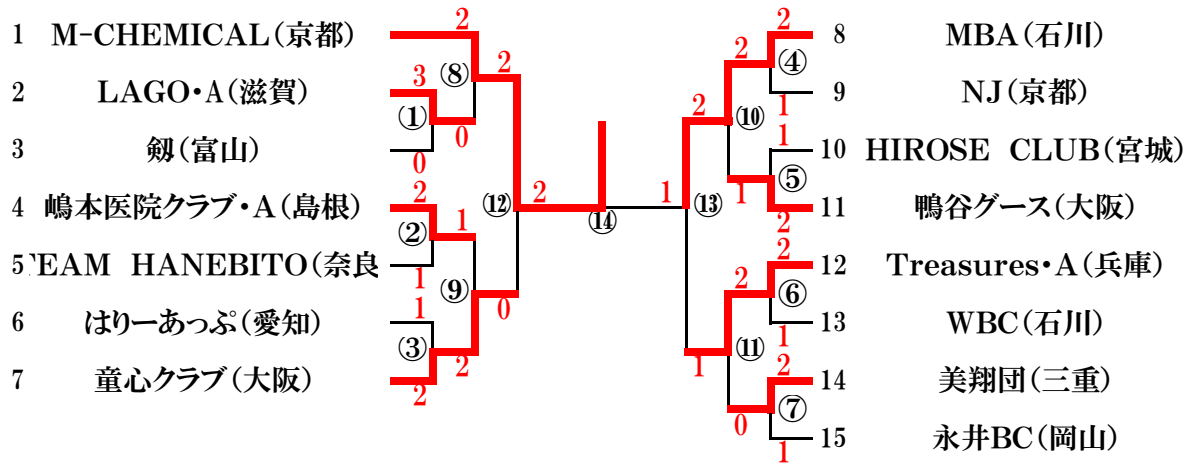 1 M-CHEMICAL(京都)
2 LAGO・A(滋賀)
3 剱(富山)
4 嶋本医院クラブ・A(島根)
5 TEAM HANEBITO(奈良
6 はりーあっぷ(愛知)
7 童心クラブ(大阪)
2
3
0
2
1
1
2
⑧
①
②
③
⑨
2
0
1
2
2
0
⑫
2
⑭
1
⑬
2
1
⑩
⑪
2
1
2
0
④
⑤
⑥
⑦
2
1
1
2
2
1
2
1
8 MBA(石川)
9 NJ(京都)
10 HIROSE CLUB(宮城)
11 鴨谷グース(大阪)
12 Treasures・A(兵庫)
13 WBC(石川)
14 美翔団(三重)
15 永井BC(岡山)